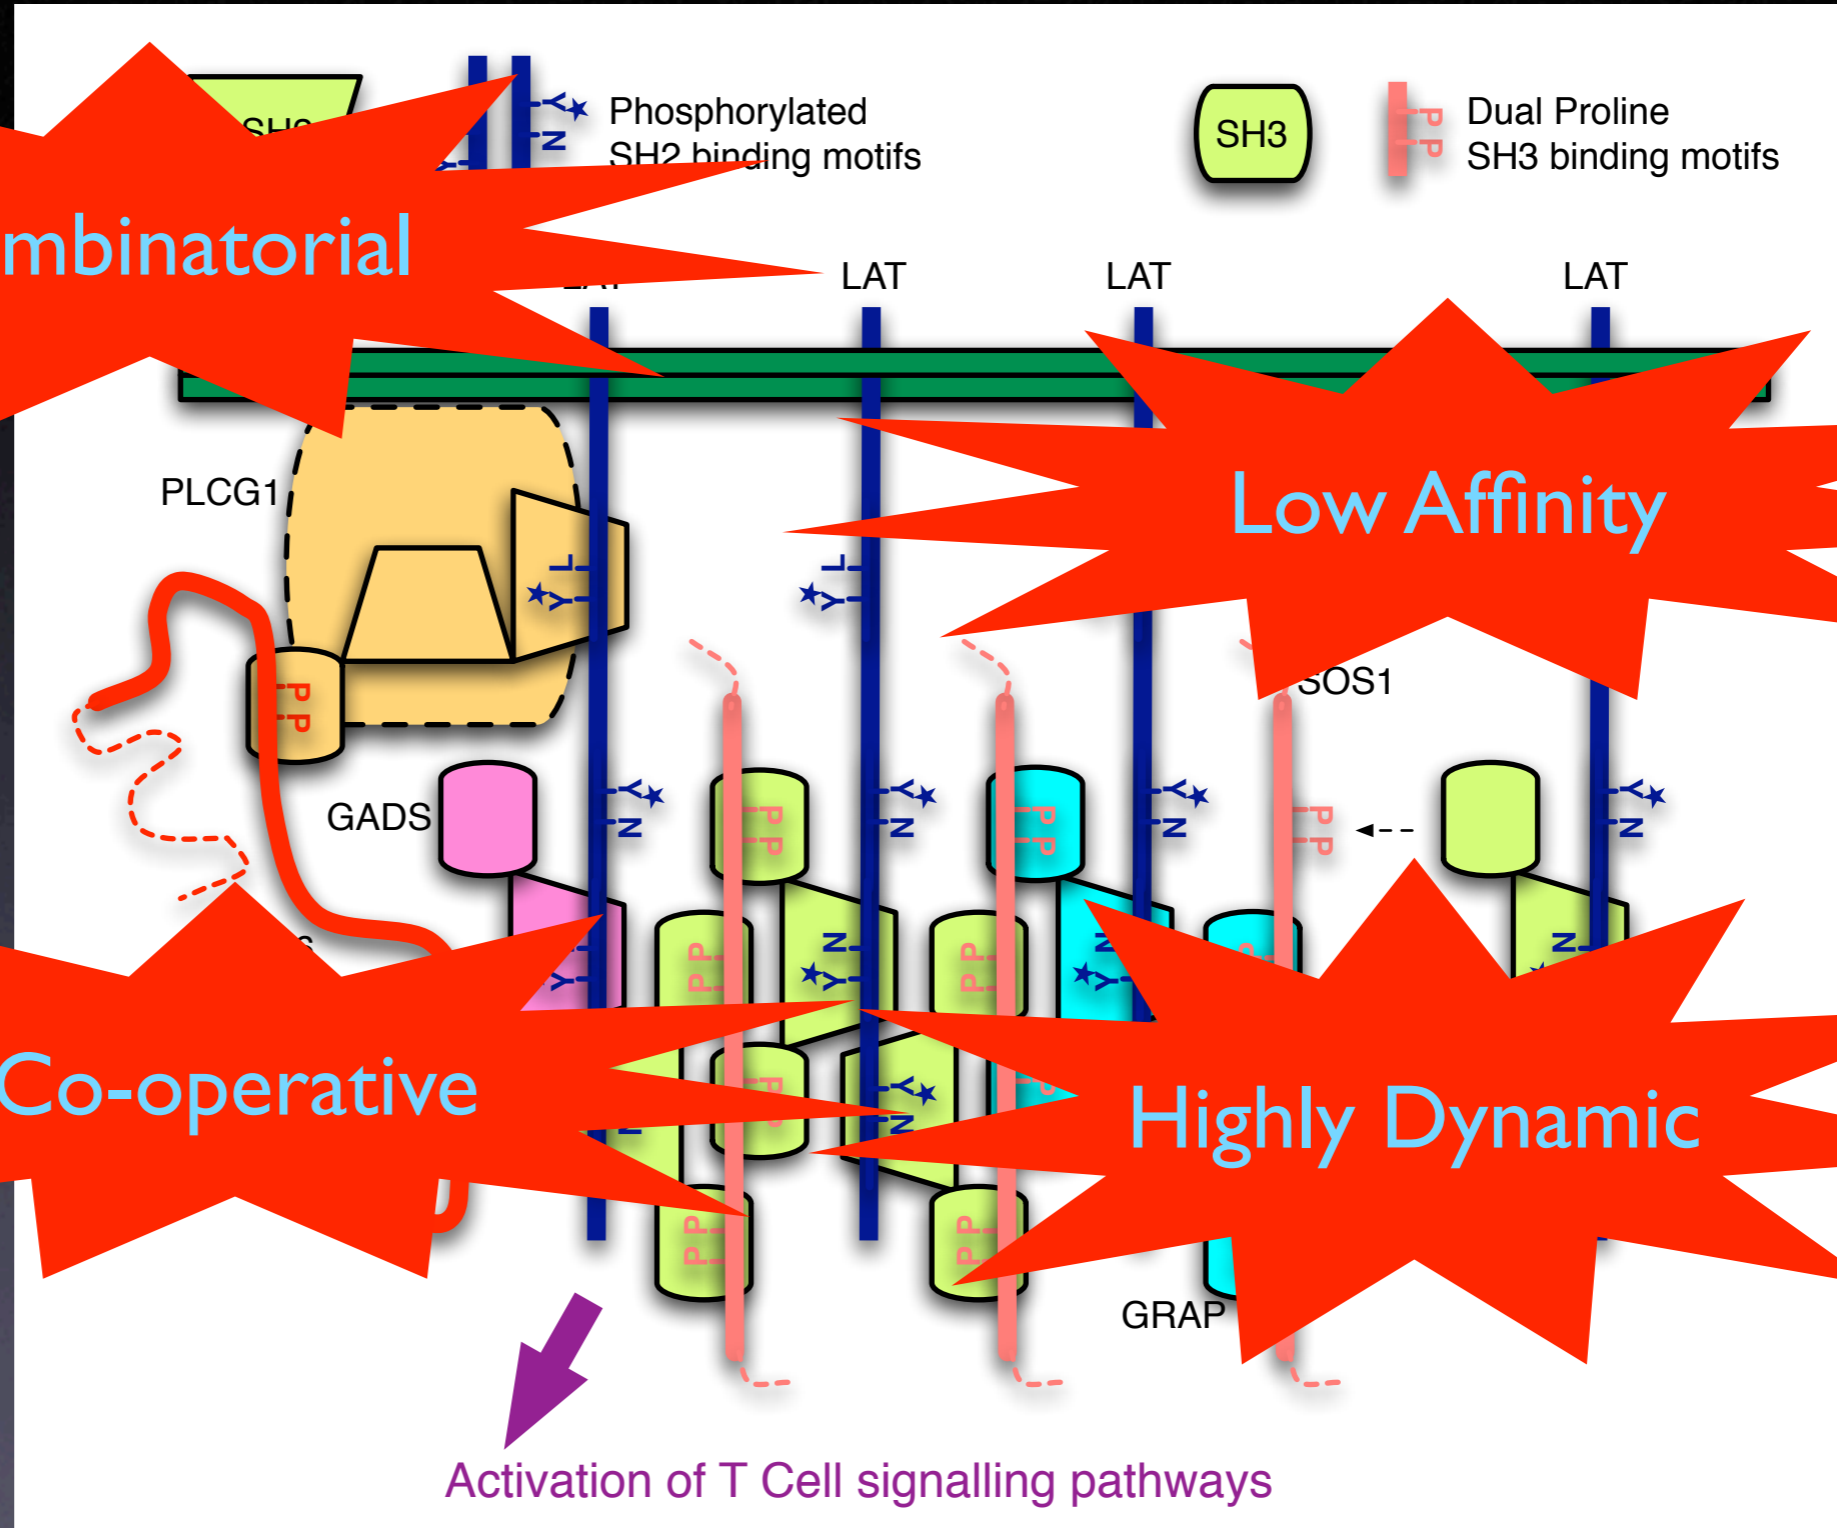 Phosphorylated
SH2 binding motifs
SH3
Dual Proline
SH3 binding motifs
mbinatorial
LAT
LAT
LAT
LAT
Low Affinity
PLCG1
L
Y
L
Y
P P
SOS1
GADS
Y
N
P P
Y
N
P P
Y
N
P P
Y
N
P P
N
Y
P P
N
Y
N
Co-operative
Highly Dynamic
Y
N
P P
P P
GRAP
Activation of T Cell signalling pathways